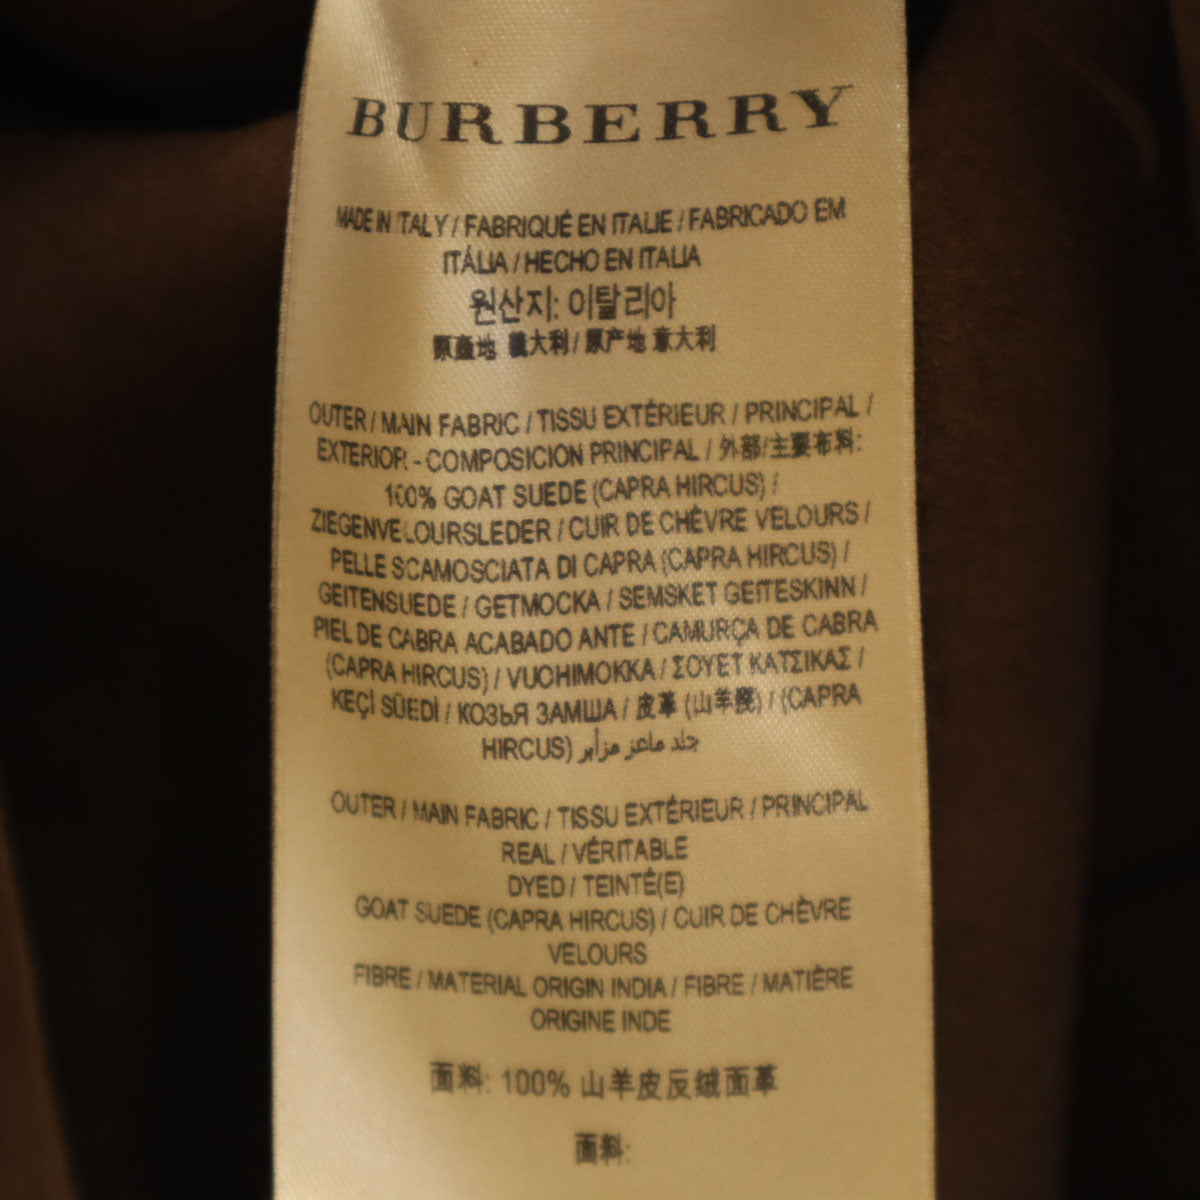 BURBERRY
MADE IN ITALY / FABRIQUÉ EN ITALIE / FABRICADO EM
ITÁLIA / HECHO EN ITALIA
원산지: 이탈리아
原產地 義大利 / 原产地 意大利
OUTER / MAIN FABRIC / TISSU EXTÉRIEUR / PRINCIPAL /
EXTERIOR - COMPOSICION PRINCIPAL / 外部/主要布料:
100% GOAT SUEDE (CAPRA HIRCUS) /
ZIEGENVELOURSLEDER / CUIR DE CHÈVRE VELOURS /
PELLE SCAMOSCIATA DI CAPRA (CAPRA HIRCUS) /
GEITENSUEDE / GETMOCKA / SEMSKET GEITESKINN /
PIEL DE CABRA ACABADO ANTE / CAMURÇA DE CABRA
(CAPRA HIRCUS) / VUCHIMOKKA / ΣΟΥΕΤ ΚΑΤΣΙΚΑΣ /
KEÇİ SÜEDİ / КОЗЬЯ ЗАМША / 皮革 (山羊麂) / (CAPRA
HIRCUS) جلد ماعز مزأبر
OUTER / MAIN FABRIC / TISSU EXTÉRIEUR / PRINCIPAL
REAL / VÉRITABLE
DYED / TEINTÉ(E)
GOAT SUEDE (CAPRA HIRCUS) / CUIR DE CHÈVRE
VELOURS
FIBRE / MATERIAL ORIGIN INDIA / FIBRE / MATIÈRE
ORIGINE INDE
面料: 100% 山羊皮反绒面革
面料: